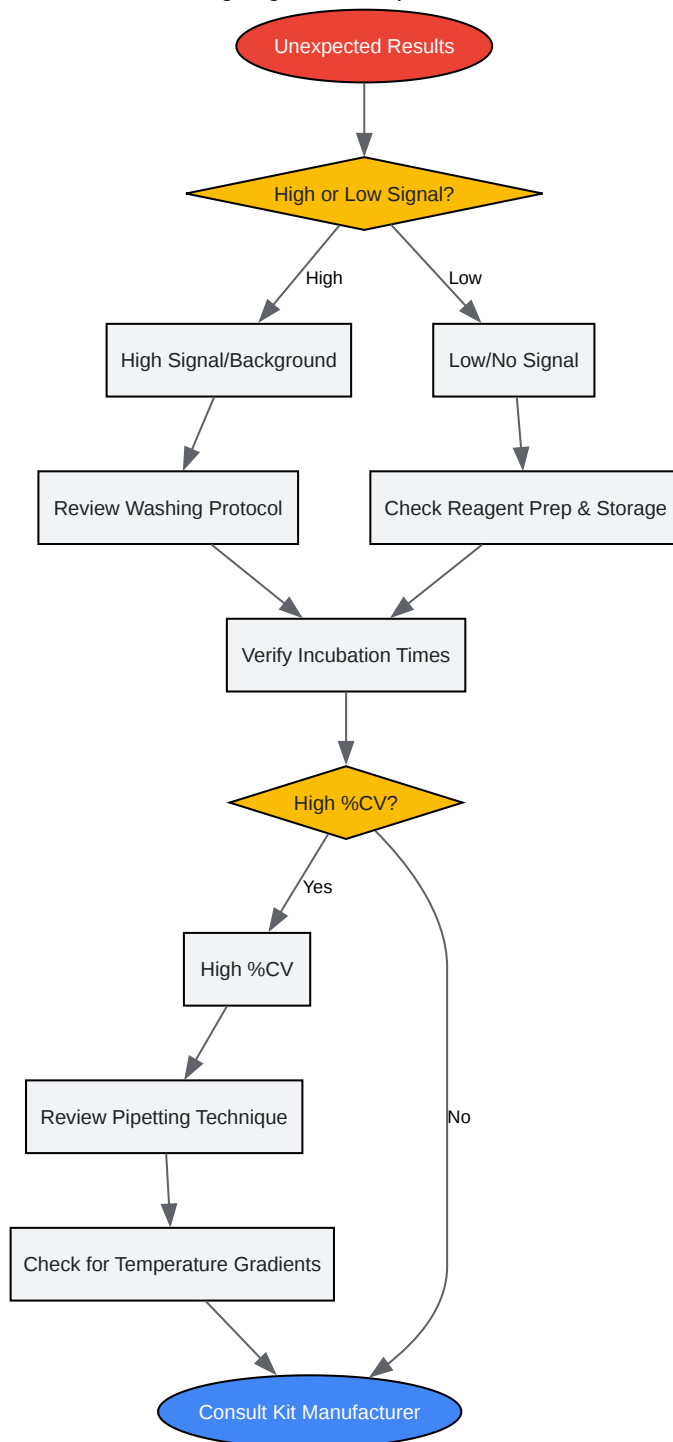 Unexpected Results
High or Low Signal?
High
Low
High Signal/Background
Low/No Signal
Review Washing Protocol
Check Reagent Prep & Storage
Verify Incubation Times
High %CV?
Yes
High %CV
Review Pipetting Technique
No
Check for Temperature Gradients
Consult Kit Manufacturer